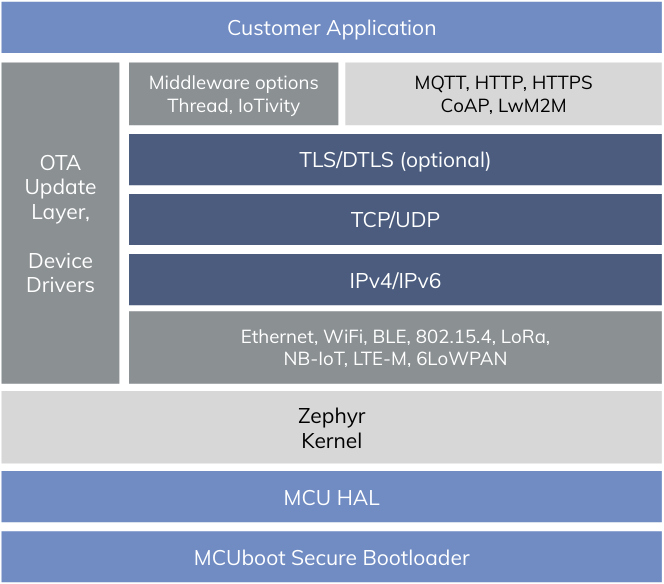 Customer Application
OTA
Update
Layer,
Device
Drivers
Middleware options
Thread, IoTivity
MQTT, HTTP, HTTPS
CoAP, LwM2M
TLS/DTLS (optional)
TCP/UDP
IPv4/IPv6
Ethernet, WiFi, BLE, 802.15.4, LoRa,
NB-IoT, LTE-M, 6LoWPAN
Zephyr
Kernel
MCU HAL
MCUboot Secure Bootloader